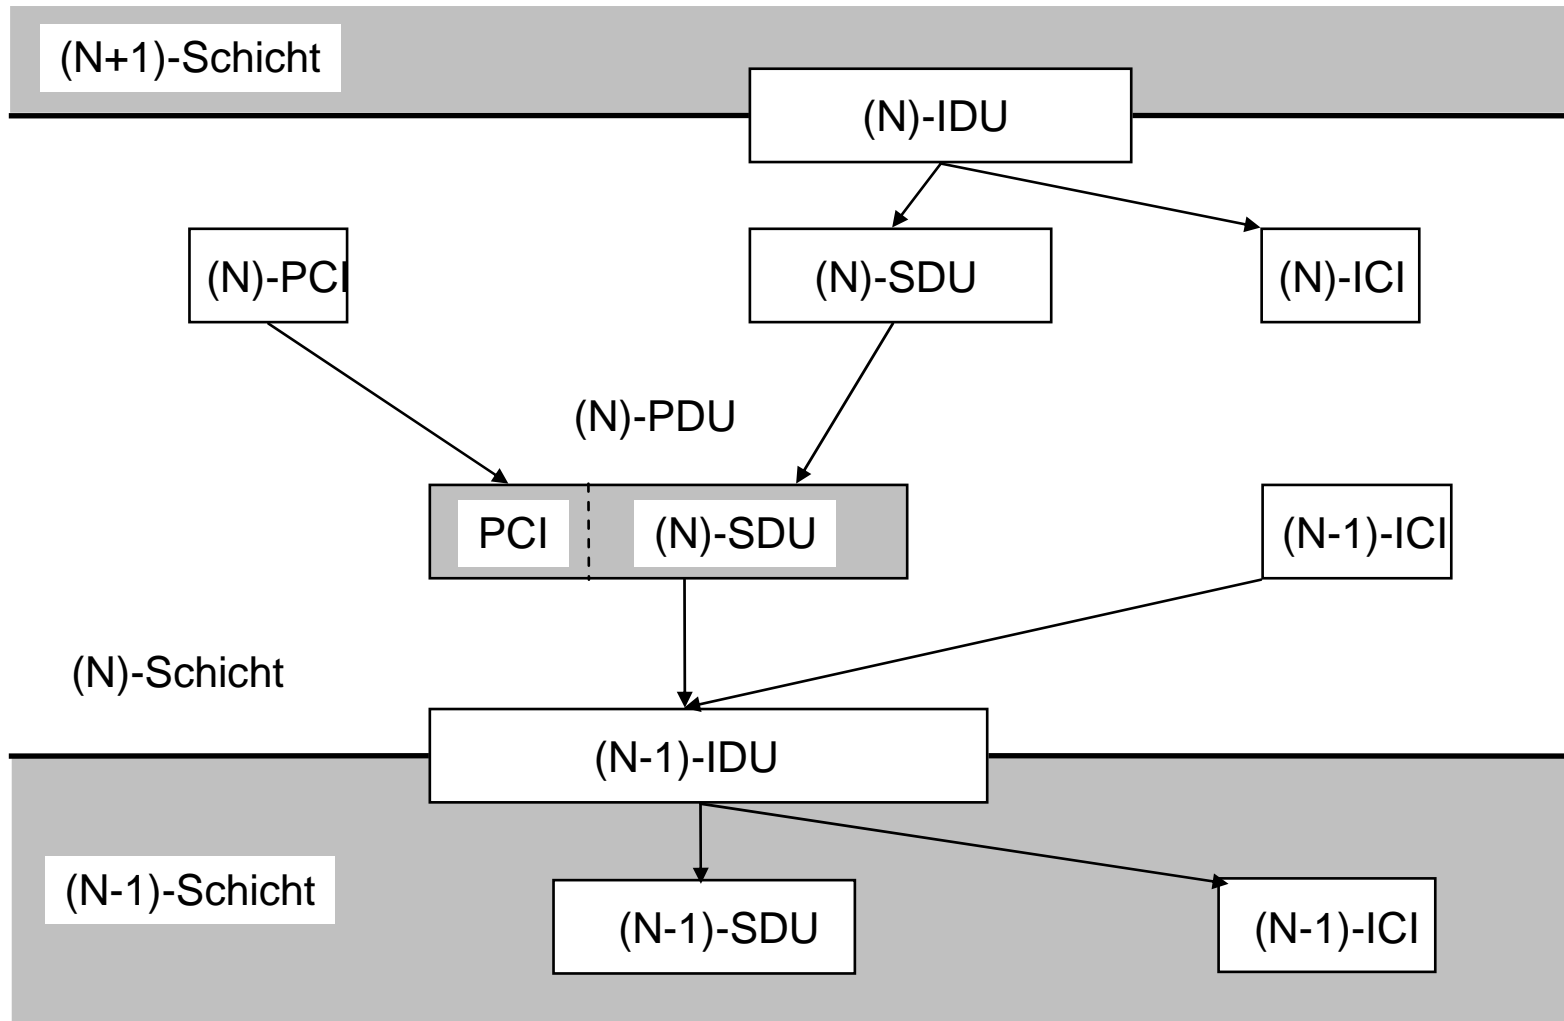 (N+1)-Schicht
(N)-IDU
(N)-PCI
(N)-SDU
(N)-ICI
(N)-PDU
PCI
(N)-SDU
(N-1)-ICI
(N)-Schicht
(N-1)-IDU
(N-1)-Schicht
(N-1)-SDU
(N-1)-ICI